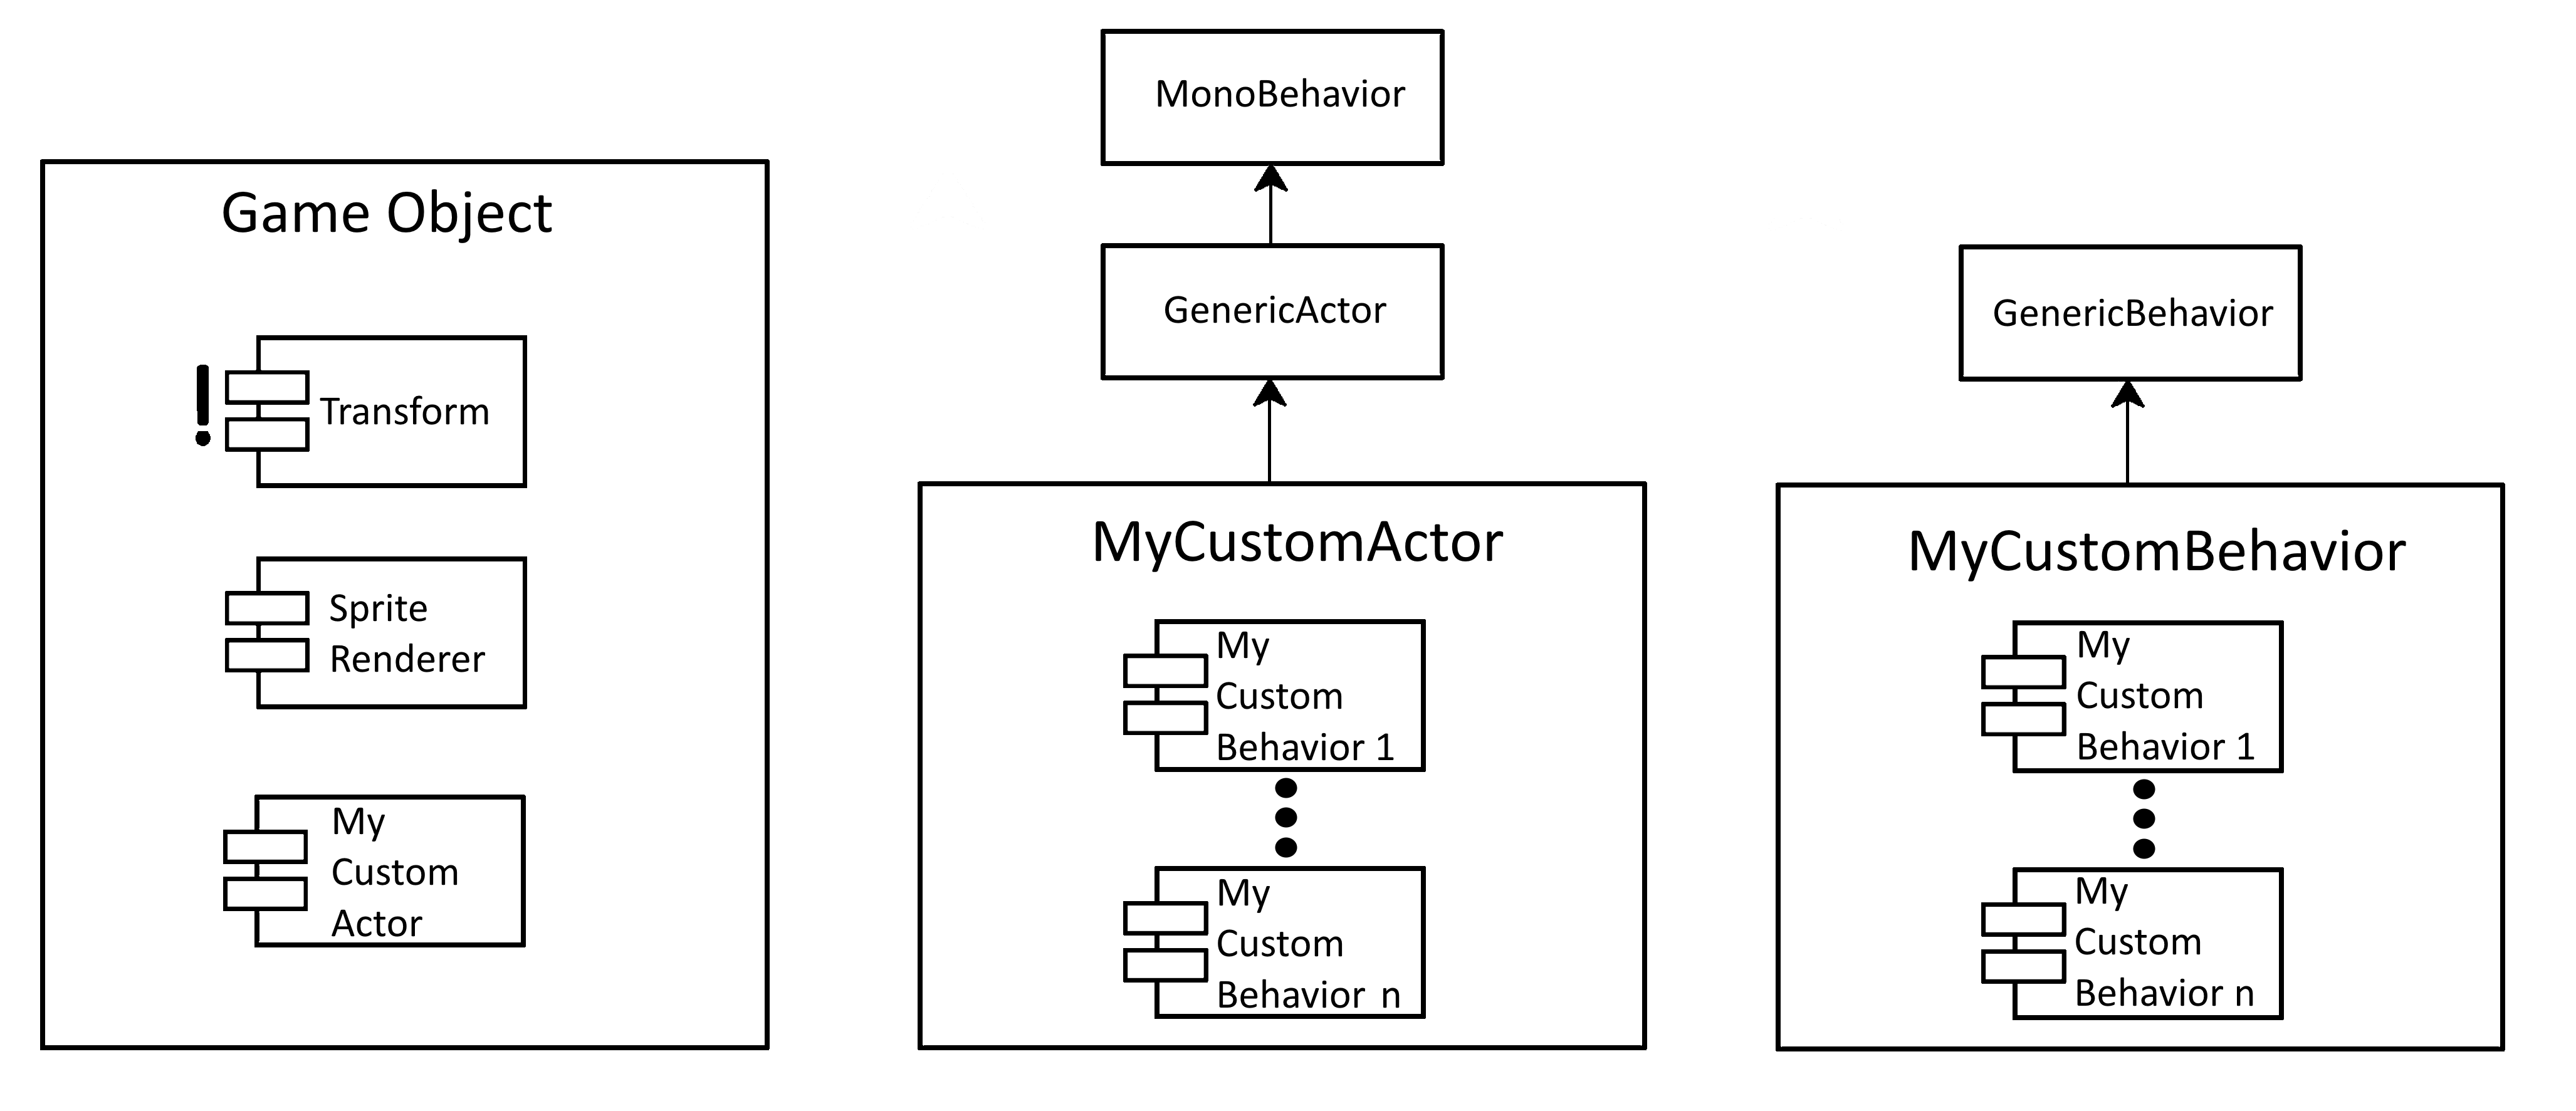 Game Object
!
Transform
Sprite
Renderer
My
Custom
Actor
MonoBehavior
GenericActor
MyCustomActor
My
Custom
Behavior 1
My
Custom
Behavior n
GenericBehavior
MyCustomBehavior
My
Custom
Behavior 1
My
Custom
Behavior n